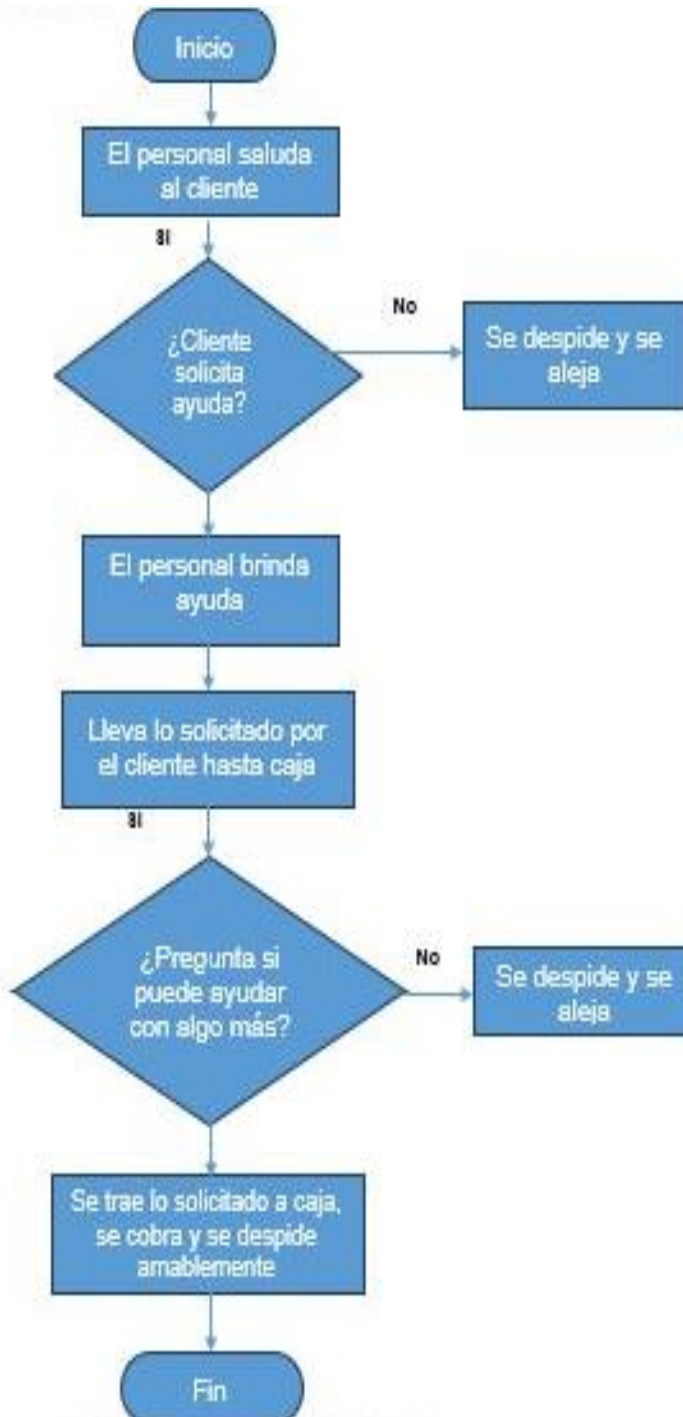 Inicio
El personal saluda
al cliente
SI
¿Cliente
solicita
ayuda?
No
Se despide y se
aleja
El personal brinda
ayuda
Lleva lo solicitado por
el cliente hasta caja
SI
¿Pregunta si
puede ayudar
con algo más?
No
Se despide y se
aleja
Se trae lo solicitado a caja,
se cobra y se despide
amablemente
Fin